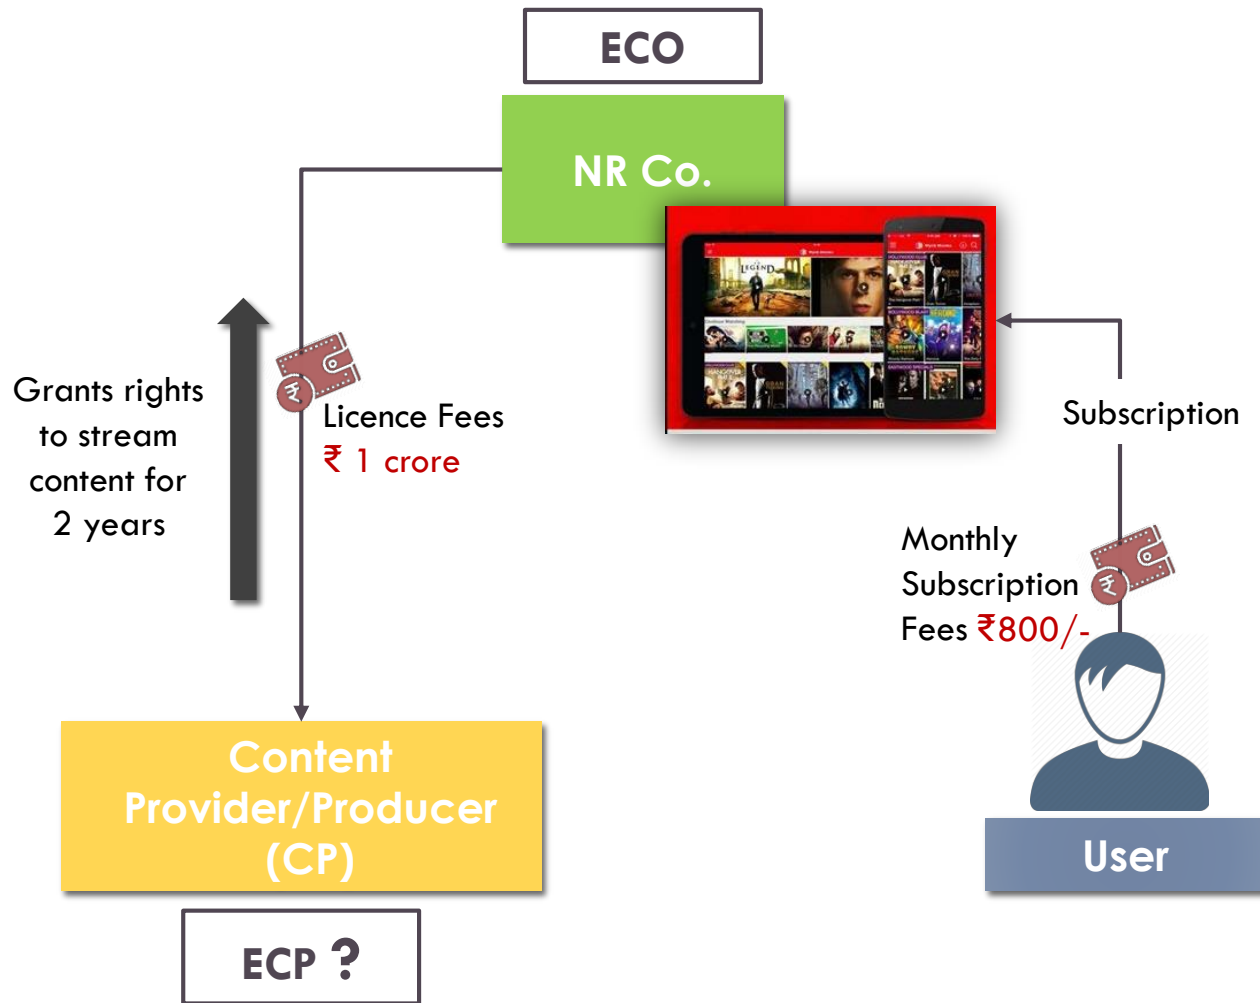 ECO
NR Co.
LEGEND
Grants rights
to stream
content for
2 years
Licence Fees
₹ 1 crore
Subscription
Monthly
Subscription
Fees ₹800/-
Content
Provider/Producer
(CP)
User
ECP ?